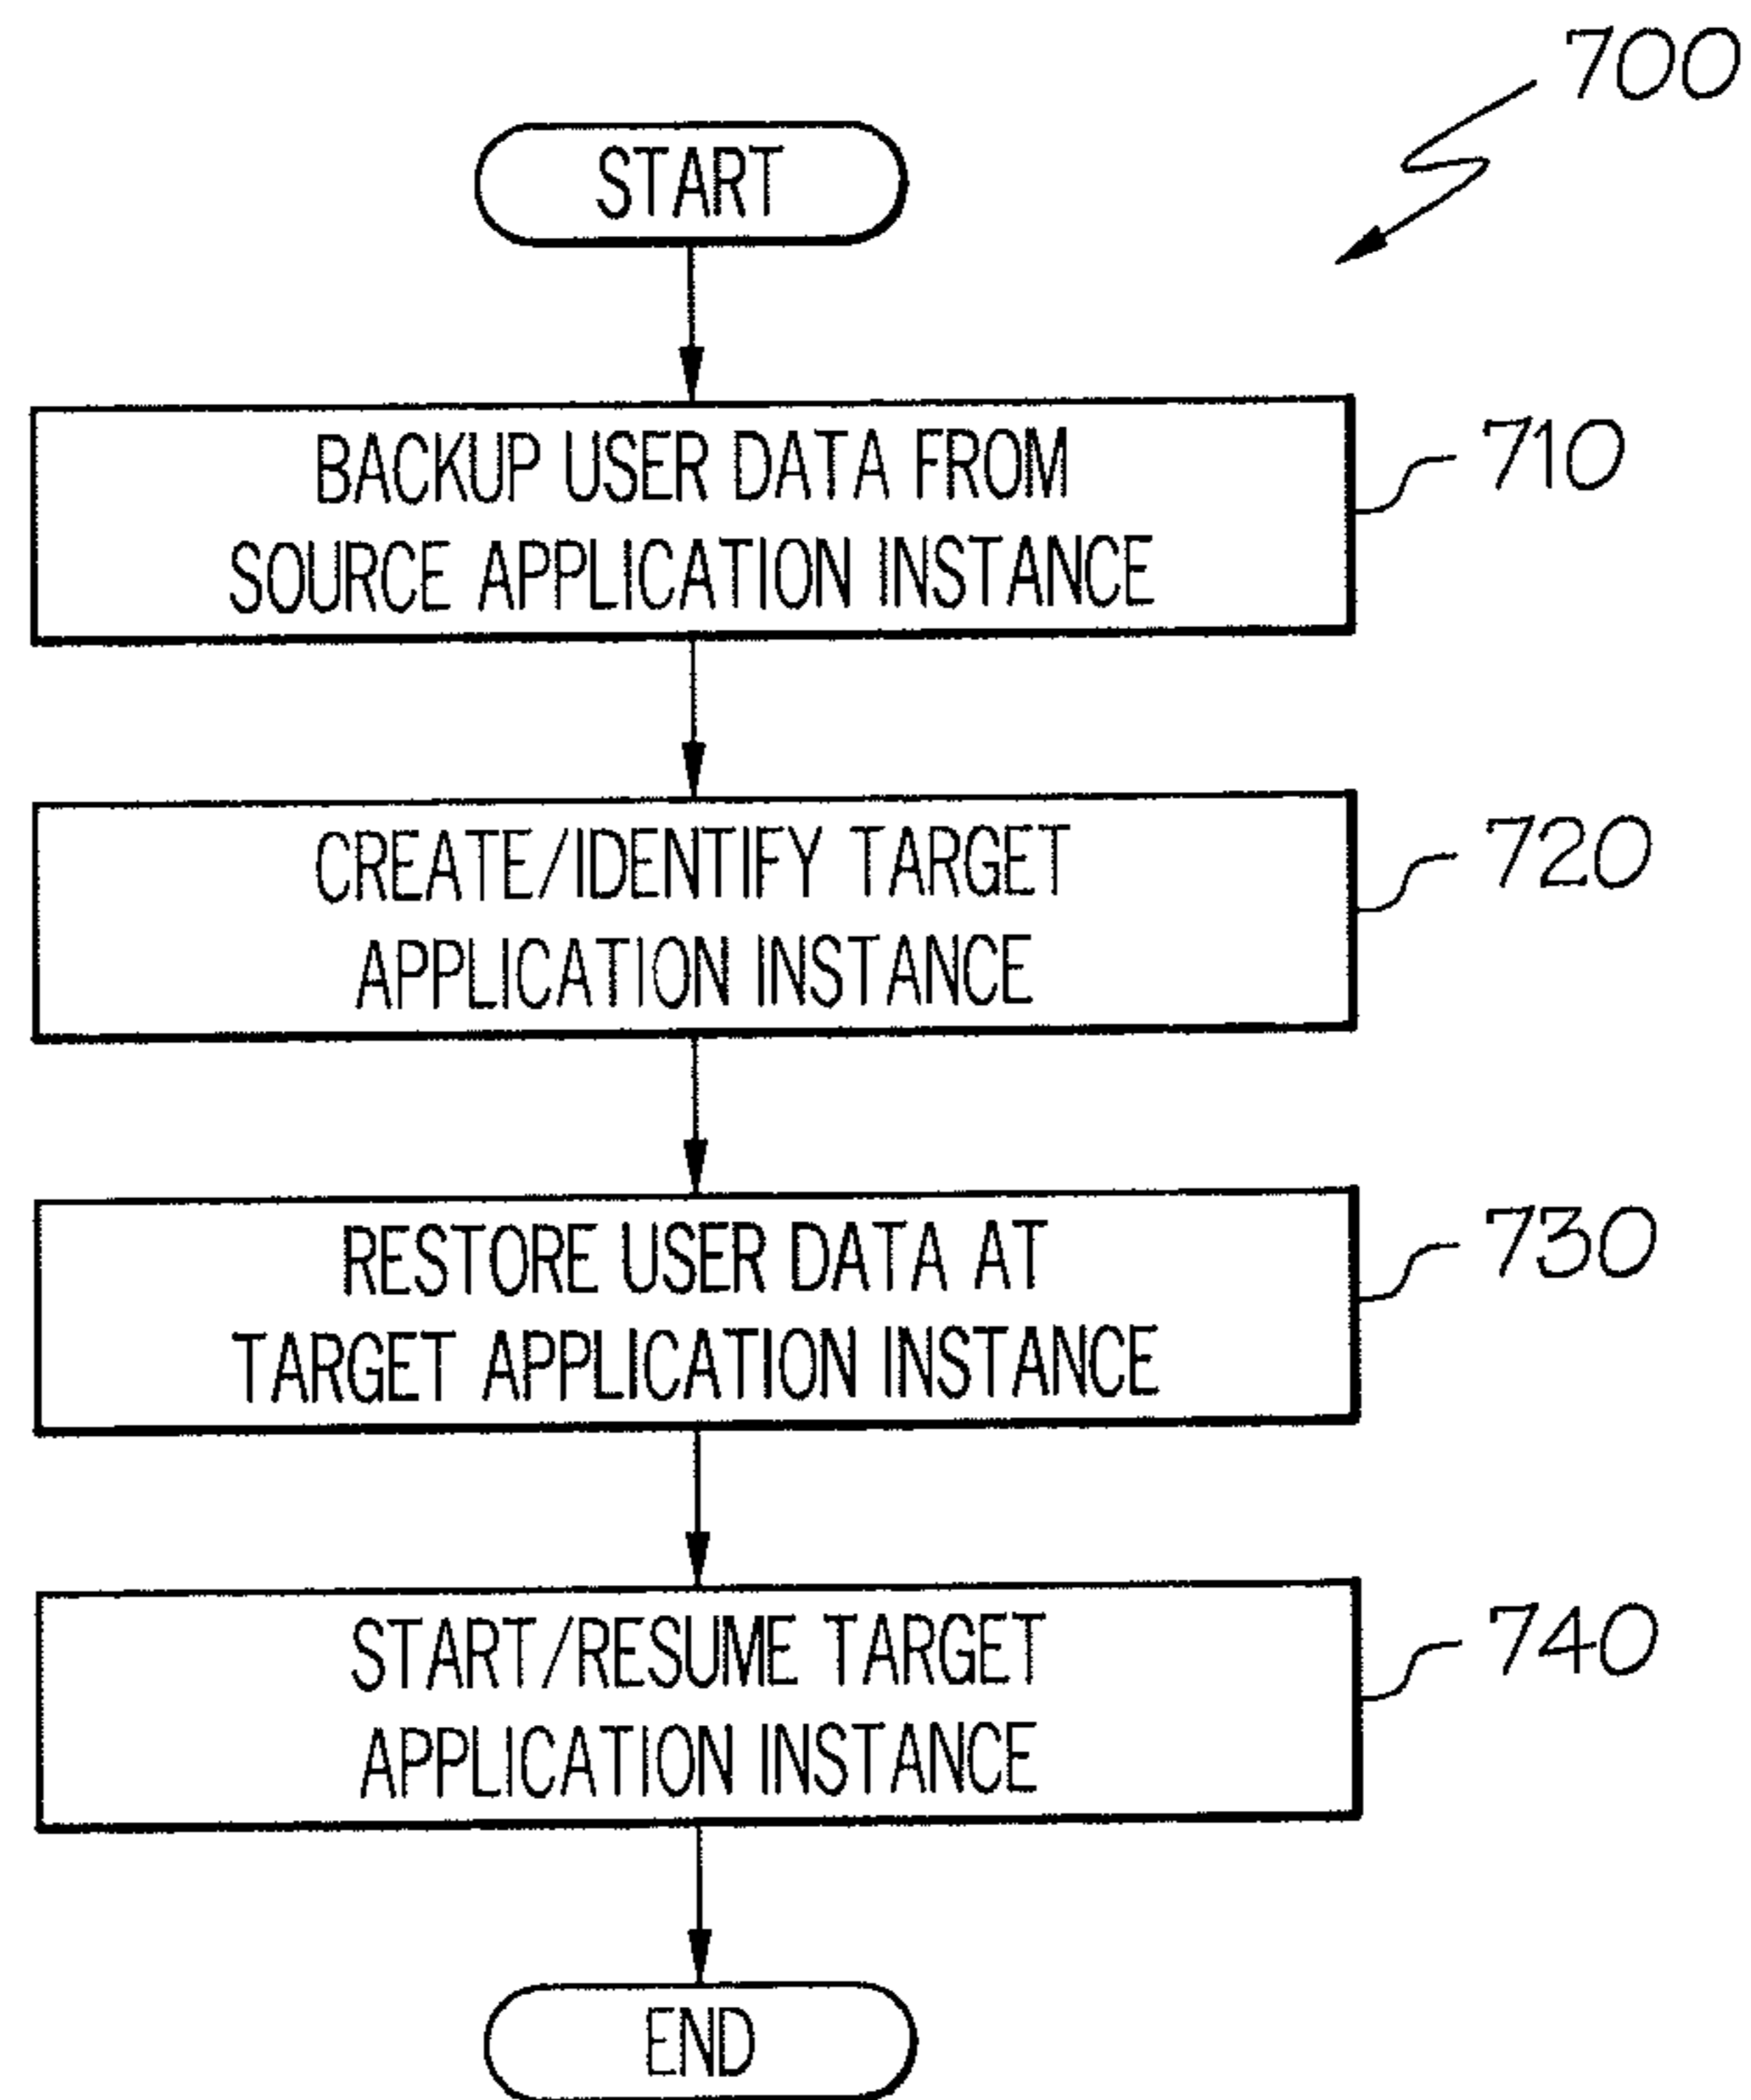 700
START
BACKUP USER DATA FROM
SOURCE APPLICATION INSTANCE
710
CREATE/IDENTIFY TARGET
APPLICATION INSTANCE
720
RESTORE USER DATA AT
TARGET APPLICATION INSTANCE
730
START/RESUME TARGET
APPLICATION INSTANCE
740
END